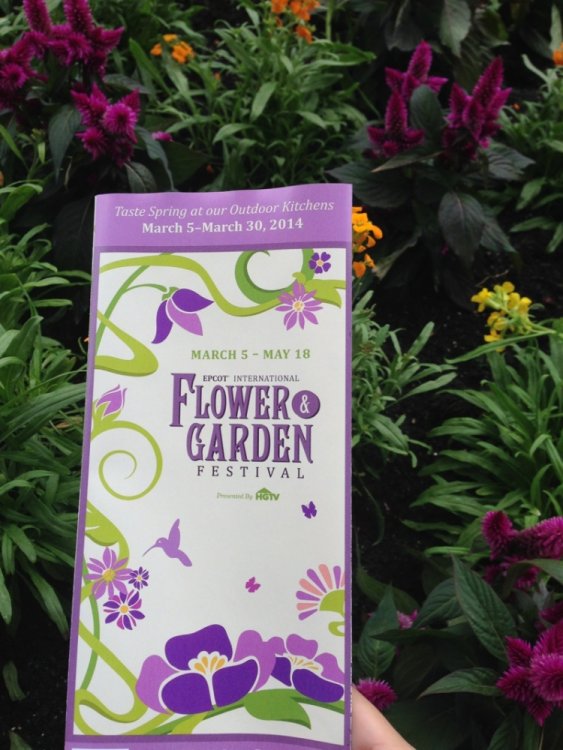 Taste Spring at our Outdoor Kitchens
March 5–March 30, 2014
MARCH 5 – MAY 18
EPCOT® INTERNATIONAL
FLOWER &
GARDEN
FESTIVAL
Presented By HGTV